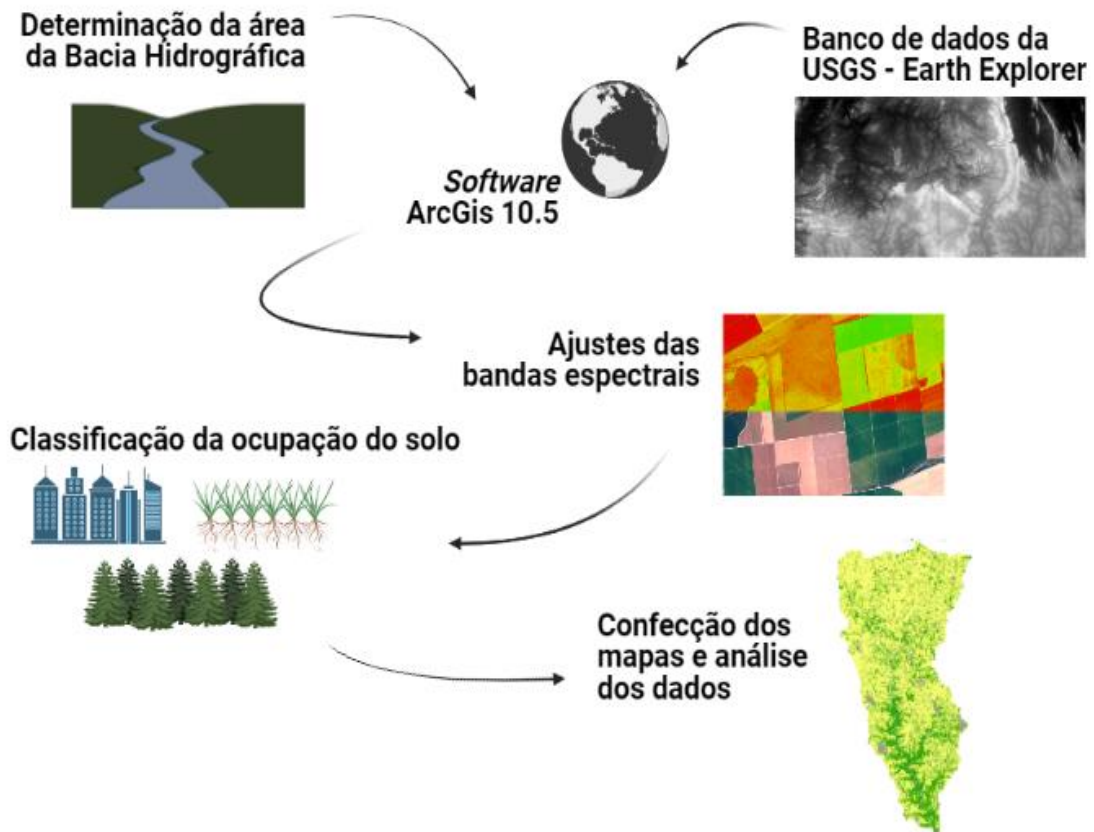 Determinação da área
da Bacia Hidrográfica
Banco de dados da
USGS - Earth Explorer
Software
ArcGis 10.5
Ajustes das
bandas espectrais
Classificação da ocupação do solo
Confecção dos
mapas e análise
dos dados